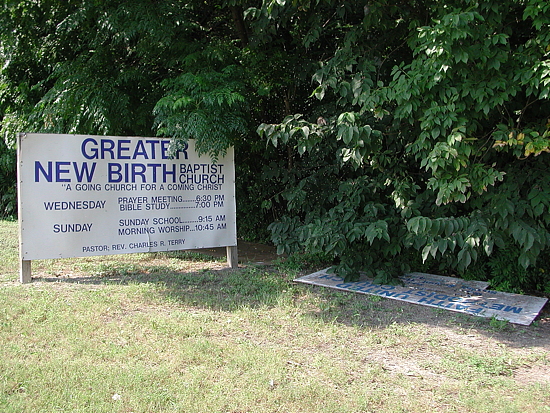 GREATER
NEW BIRTH BAPTIST CHURCH
"A GOING CHURCH FOR A COMING CHRIST
WEDNESDAY PRAYER MEETING........6:30 PM
BIBLE STUDY.............7:00 PM
SUNDAY SUNDAY SCHOOL......9:15 AM
MORNING WORSHIP...10:45 AM
PASTOR: REV. CHARLES R. TERRY